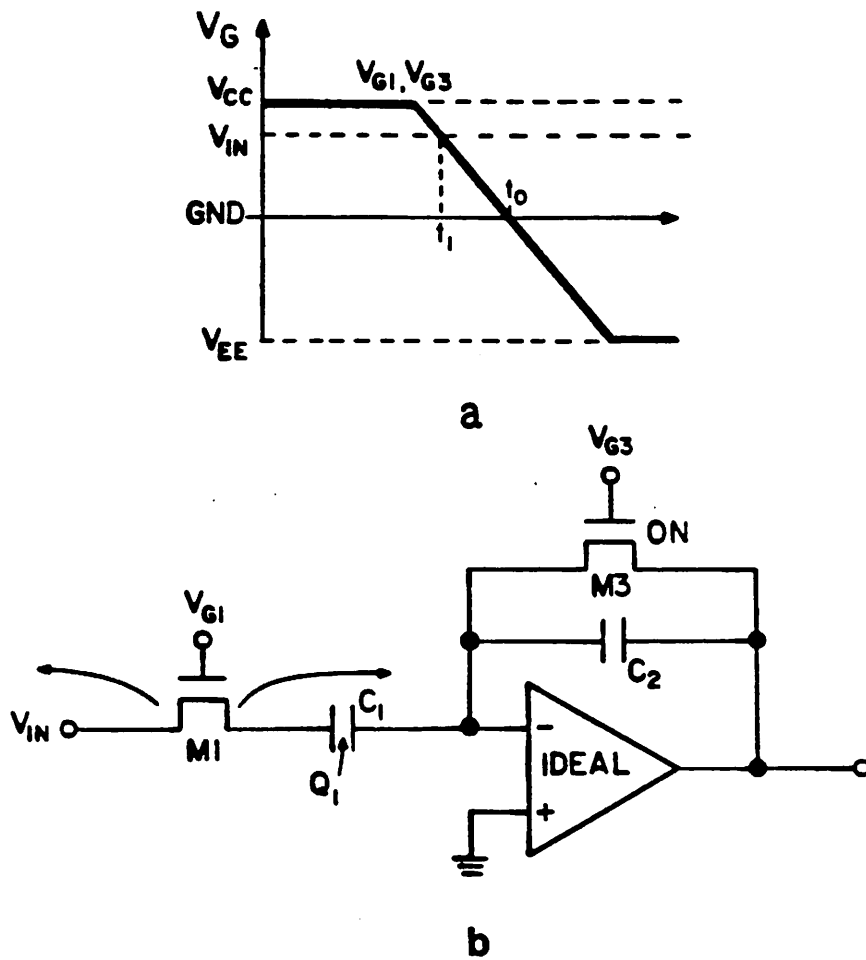 V_G
V_CC
V_G1, V_G3
V_IN
t_0
GND
t_1
V_EE
a
V_G3
ON
M3
V_G1
C_2
C_1
V_IN
M1
Q_1
-
IDEAL
+
b